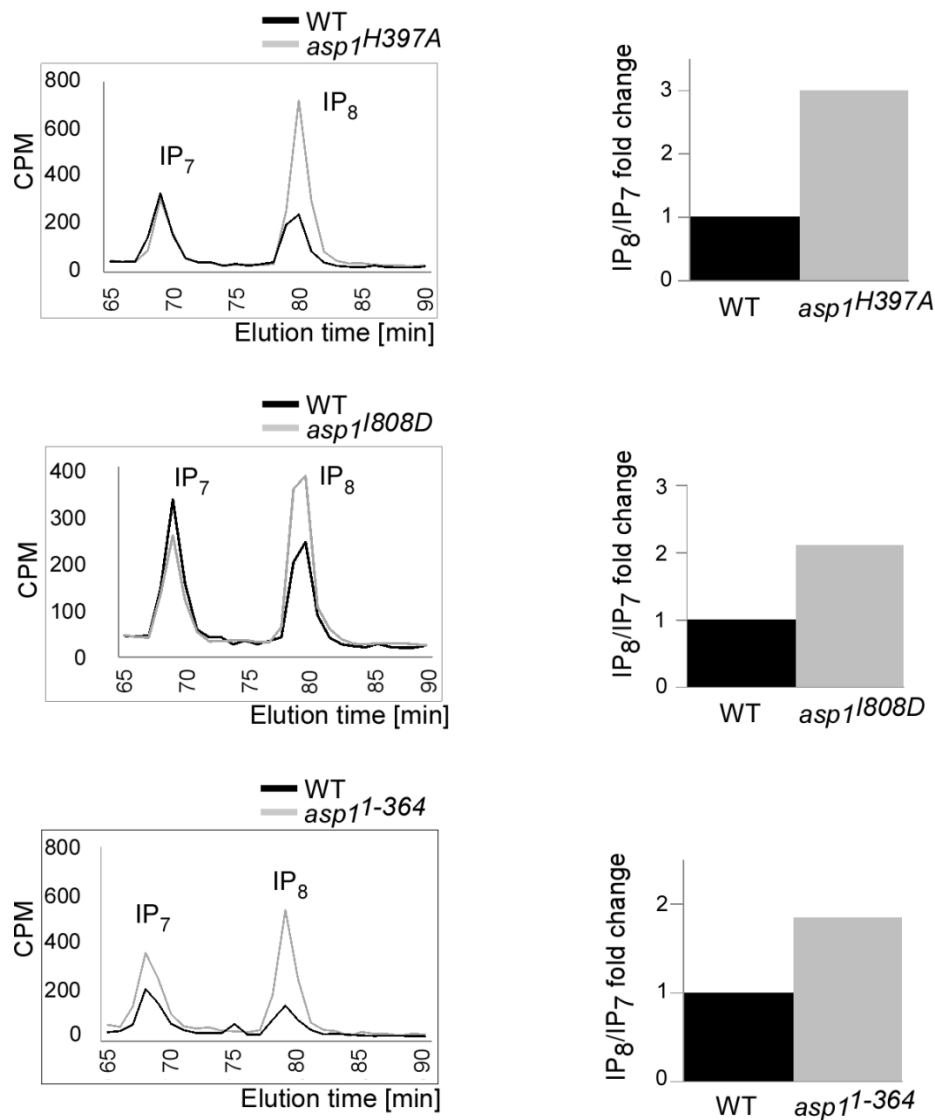 WT
asp1H397A
800
600
400
200
0
CPM
IP7
IP8
65
70
75
80
85
90
Elution time [min]
IP8/IP7 fold change
3
2
1
0
WT
asp1H397A
WT
asp1I808D
400
300
200
100
0
CPM
IP7
IP8
65
70
75
80
85
90
Elution time [min]
IP8/IP7 fold change
3
2
1
0
WT
asp1I808D
WT
asp11-364
800
600
400
200
0
CPM
IP7
IP8
65
70
75
80
85
90
Elution time [min]
IP8/IP7 fold change
2
1
0
WT
asp11-364